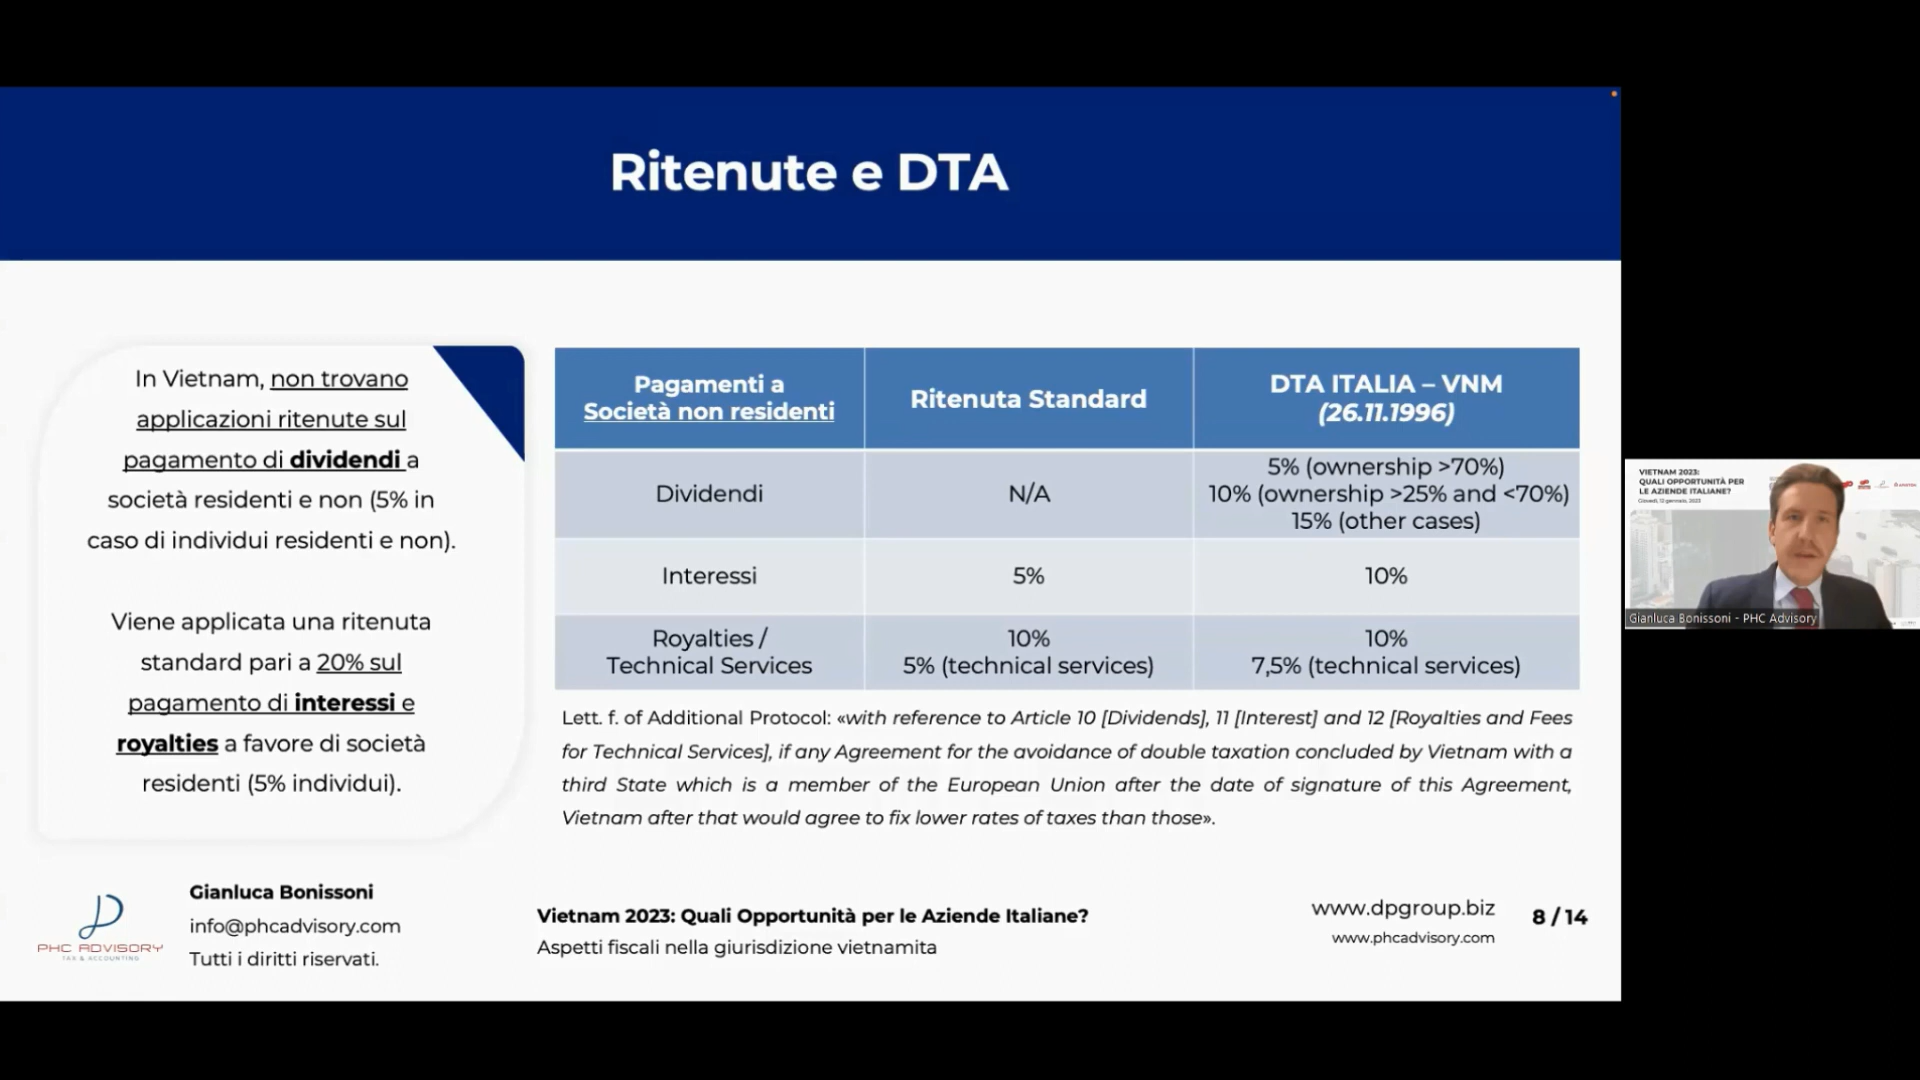 Ritenute e DTA
In Vietnam, non trovano
applicazioni ritenute sul
pagamento di dividendi a
società residenti e non (5% in
caso di individui residenti e non).
Viene applicata una ritenuta
standard pari a 20% sul
pagamento di interessi e
royalties a favore di società
residenti (5% individui).
Pagamenti a
Società non residenti
Ritenuta Standard
DTA ITALIA – VNM
(26.11.1996)
Dividendi
N/A
5% (ownership >70%)
10% (ownership >25% and <70%)
15% (other cases)
Interessi
5%
10%
Royalties /
Technical Services
10%
5% (technical services)
10%
7,5% (technical services)
Lett. f. of Additional Protocol: «with reference to Article 10 [Dividends], 11 [Interest] and 12 [Royalties and Fees
for Technical Services], if any Agreement for the avoidance of double taxation concluded by Vietnam with a
third State which is a member of the European Union after the date of signature of this Agreement,
Vietnam after that would agree to fix lower rates of taxes than those».
PHC ADVISORY
TAX & ACCOUNTING
Gianluca Bonissoni
info@phcadvisory.com
Tutti i diritti riservati.
Vietnam 2023: Quali Opportunità per le Aziende Italiane?
Aspetti fiscali nella giurisdizione vietnamita
www.dpgroup.biz
www.phcadvisory.com
8 / 14
VIETNAM 2023:
QUALI OPPORTUNITÀ PER
LE AZIENDE ITALIANE?
Giovedì, 12 gennaio, 2023
Gianluca Bonissoni - PHC Advisory